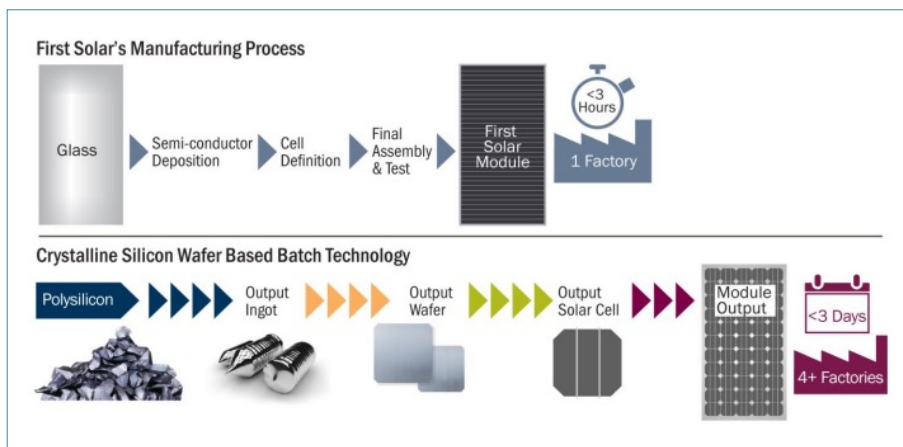 First Solar's Manufacturing Process
Glass
Semi-conductor
Deposition
Cell
Definition
Final
Assembly
& Test
First
Solar
Module
<3
Hours
1 Factory
Crystalline Silicon Wafer Based Batch Technology
Polysilicon
Output
Ingot
Output
Wafer
Output
Solar Cell
Module
Output
<3 Days
4+ Factories